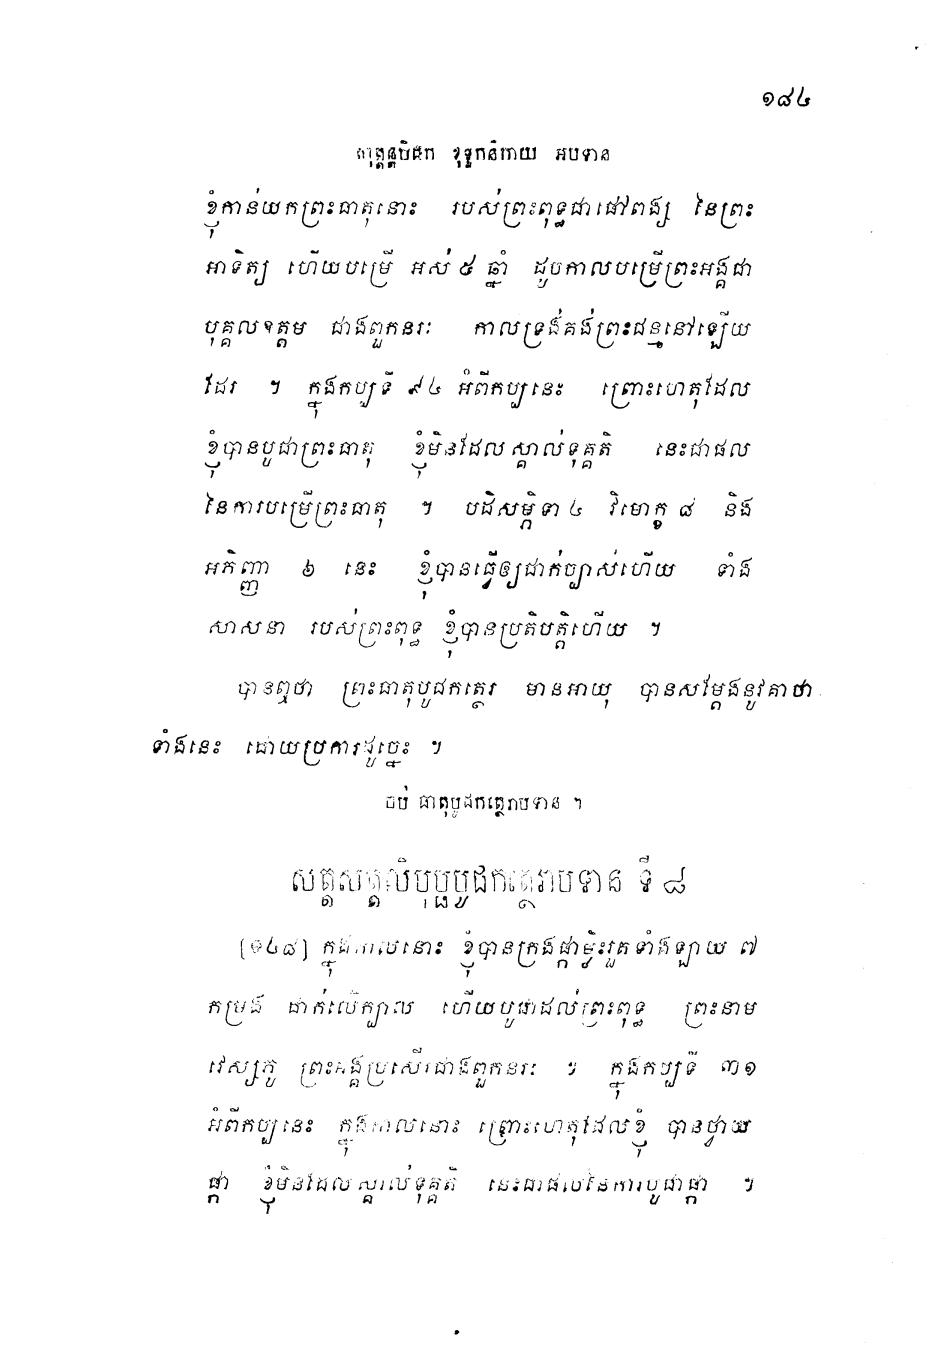 ១៨៤
សុត្តន្តបិដក ខុទ្ទកនិកាយ អបទាន
ខ្ញុំកាន់យកព្រះធាតុនោះ របស់ព្រះពុទ្ធជាផៅពង្ស នៃព្រះ
អាទិត្យ ហើយបម្រើ អស់ ៥ ឆ្នាំ ដូបកាលបម្រើព្រះអង្គជា
បុគ្គលឧត្តម ជាងពួកនរៈ កាលទ្រង់គង់ព្រះជន្មនៅឡើយ
ដែរ ។ ក្នុងកប្បទី ៩៤ អំពីកប្បនេះ ព្រោះហេតុដែល
ខ្ញុំបានបូជាព្រះធាតុ ខ្ញុំមិនដែលស្គាល់ទុគ្គតិ នេះជាផល
នៃការបម្រើព្រះធាតុ ។ បដិសម្ភិទា ៤ វិមោក្ខ ៨ និង
អភិញ្ញា ៦ នេះ ខ្ញុំបានធ្វើឲ្យជាក់ច្បាស់ហើយ ទាំង
សាសនា របស់ព្រះពុទ្ធ ខ្ញុំបានប្រតិបត្តិហើយ ។
បានឮថា ព្រះធាតុបូជកត្ថេរ មានអាយុ បានសម្តែងនូវគាថា
ទាំងនេះ ដោយប្រការដូច្នេះ ។
ចប់ ធាតុបូជកត្ថេរាបទាន ។
សត្តសត្តលិបុប្ផបូជកត្ថេរាបទាន ទី ៨
[១៤៨] ក្នុងកាលនោះ ខ្ញុំបានក្រងផ្កាម្លិះរួតទាំងឡាយ ៧
កម្រង ដាក់លើក្បាល ហើយបូជាដល់ព្រះពុទ្ធ ព្រះនាម
វេស្សភូ ព្រះអង្គប្រសើរជាងពួកនរៈ ។ ក្នុងកប្បទី ៣១
អំពីកប្បនេះ ក្នុងកាលនោះ ព្រោះហេតុដែលខ្ញុំ បានថ្វាយ
ផ្កា ខ្ញុំមិនដែលស្គាល់ទុគ្គតិ នេះជាផលនៃការបូជាផ្កា ។